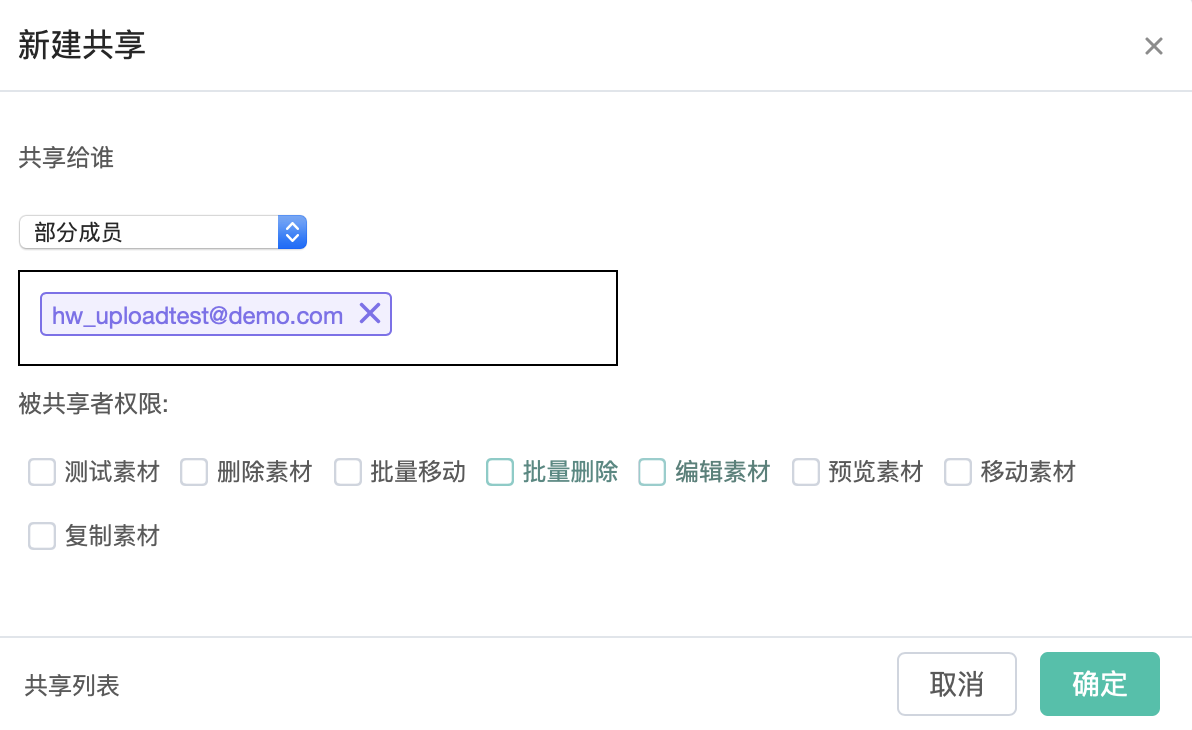 新建共享
共享给谁
部分成员
hw_uploadtest@demo.com
被共享者权限:
测试素材 删除素材 批量移动 批量删除 编辑素材 预览素材 移动素材
复制素材
共享列表 取消 确定